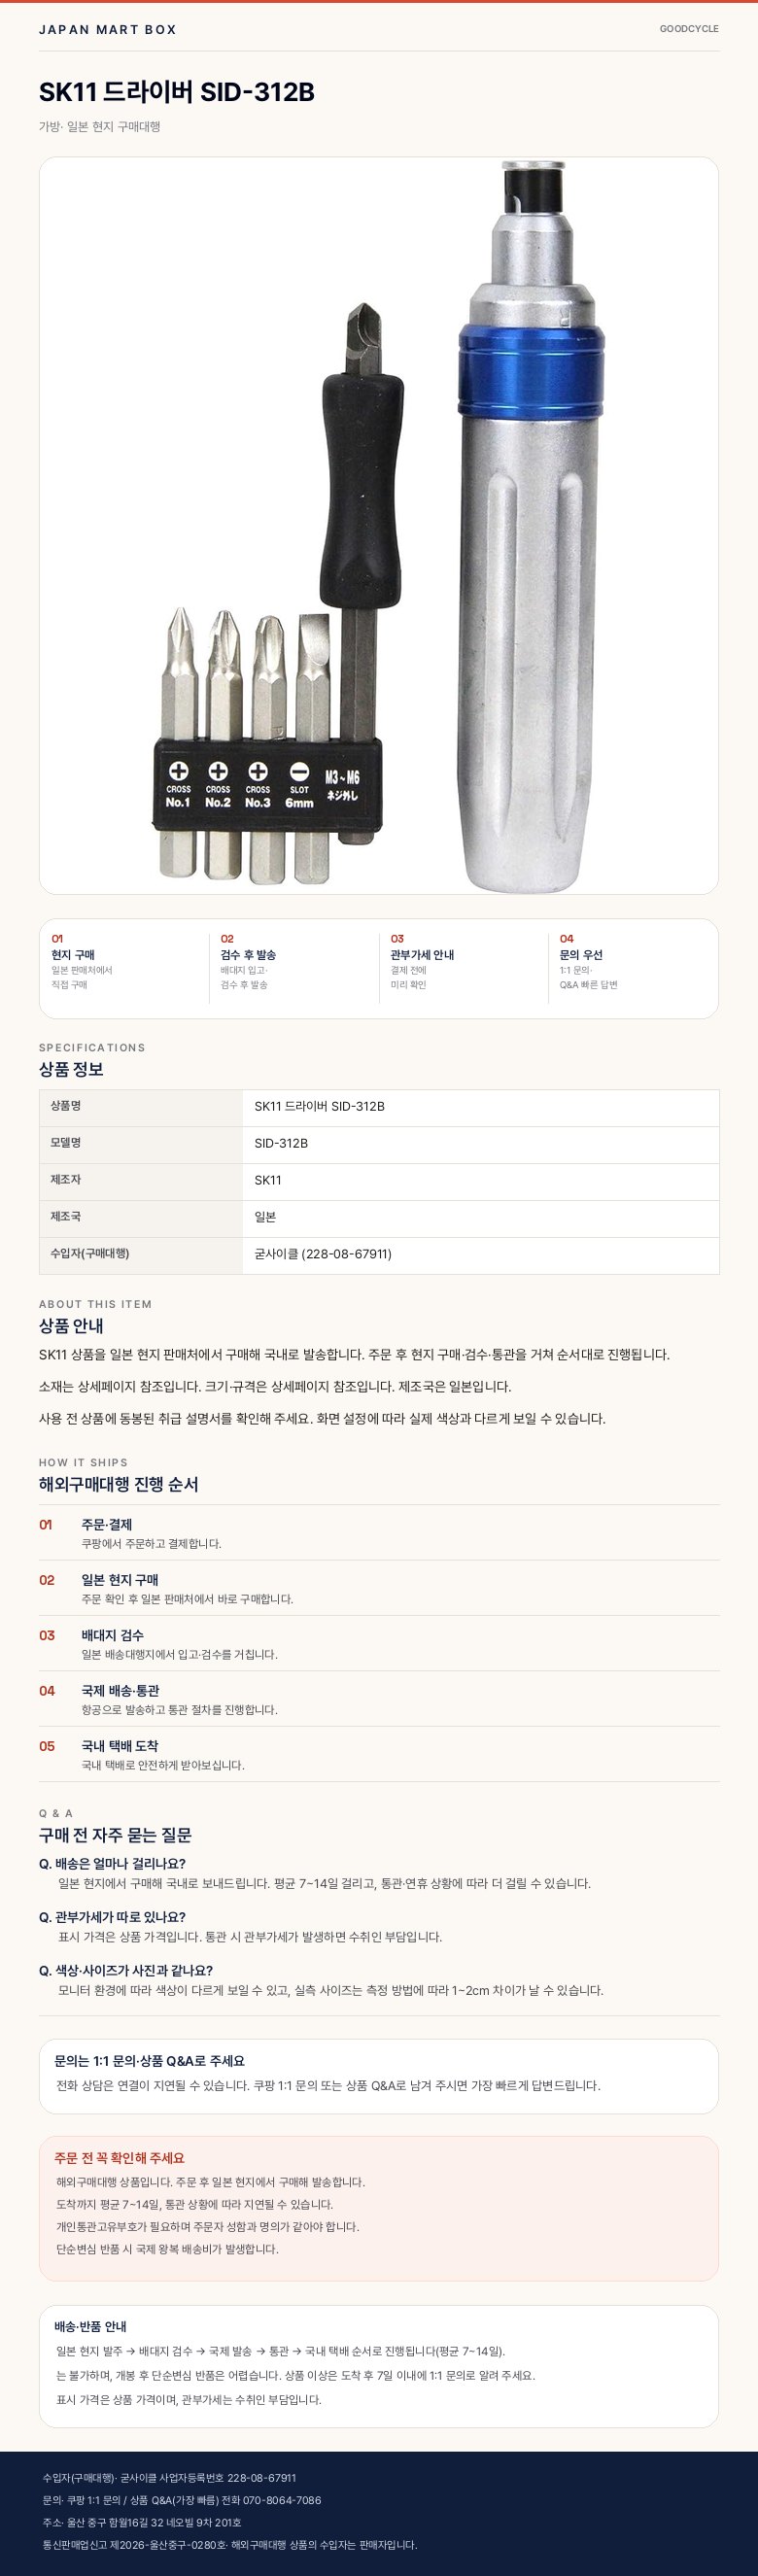 JAPAN MART BOX
GOODCYCLE
SK11 드라이버 SID-312B
가방· 일본 현지 구매대행
CROSS No.1
CROSS No.2
CROSS No.3
SLOT 6mm
M3~M6 ネジ外し
01
현지 구매
일본 판매처에서
직접 구매
02
검수 후 발송
배대지 입고·
검수 후 발송
03
관부가세 안내
결제 전에
미리 확인
04
문의 우선
1:1 문의·
Q&A 빠른 답변
SPECIFICATIONS
상품 정보
상품명 SK11 드라이버 SID-312B
모델명 SID-312B
제조자 SK11
제조국 일본
수입자(구매대행) 굳사이클 (228-08-67911)
ABOUT THIS ITEM
상품 안내
SK11 상품을 일본 현지 판매처에서 구매해 국내로 발송합니다. 주문 후 현지 구매·검수·통관을 거쳐 순서대로 진행됩니다.
소재는 상세페이지 참조입니다. 크기·규격은 상세페이지 참조입니다. 제조국은 일본입니다.
사용 전 상품에 동봉된 취급 설명서를 확인해 주세요. 화면 설정에 따라 실제 색상과 다르게 보일 수 있습니다.
HOW IT SHIPS
해외구매대행 진행 순서
01 주문·결제
쿠팡에서 주문하고 결제합니다.
02 일본 현지 구매
주문 확인 후 일본 판매처에서 바로 구매합니다.
03 배대지 검수
일본 배송대행지에서 입고·검수를 거칩니다.
04 국제 배송·통관
항공으로 발송하고 통관 절차를 진행합니다.
05 국내 택배 도착
국내 택배로 안전하게 받아보십니다.
Q & A
구매 전 자주 묻는 질문
Q. 배송은 얼마나 걸리나요?
일본 현지에서 구매해 국내로 보내드립니다. 평균 7~14일 걸리고, 통관·연휴 상황에 따라 더 걸릴 수 있습니다.
Q. 관부가세가 따로 있나요?
표시 가격은 상품 가격입니다. 통관 시 관부가세가 발생하면 수취인 부담입니다.
Q. 색상·사이즈가 사진과 같나요?
모니터 환경에 따라 색상이 다르게 보일 수 있고, 실측 사이즈는 측정 방법에 따라 1~2cm 차이가 날 수 있습니다.
문의는 1:1 문의·상품 Q&A로 주세요
전화 상담은 연결이 지연될 수 있습니다. 쿠팡 1:1 문의 또는 상품 Q&A로 남겨 주시면 가장 빠르게 답변드립니다.
주문 전 꼭 확인해 주세요
해외구매대행 상품입니다. 주문 후 일본 현지에서 구매해 발송합니다.
도착까지 평균 7~14일, 통관 상황에 따라 지연될 수 있습니다.
개인통관고유부호가 필요하며 주문자 성함과 명의가 같아야 합니다.
단순변심 반품 시 국제 왕복 배송비가 발생합니다.
배송·반품 안내
일본 현지 발주 → 배대지 검수 → 국제 발송 → 통관 → 국내 택배 순서로 진행됩니다(평균 7~14일).
는 불가하며, 개봉 후 단순변심 반품은 어렵습니다. 상품 이상은 도착 후 7일 이내에 1:1 문의로 알려 주세요.
표시 가격은 상품 가격이며, 관부가세는 수취인 부담입니다.
수입자(구매대행)· 굳사이클 사업자등록번호 228-08-67911
문의· 쿠팡 1:1 문의 / 상품 Q&A(가장 빠름) 전화 070-8064-7086
주소· 울산 중구 함월16길 32 네오빌 9차 201호
통신판매업신고 제2026-울산중구-0280호· 해외구매대행 상품의 수입자는 판매자입니다.